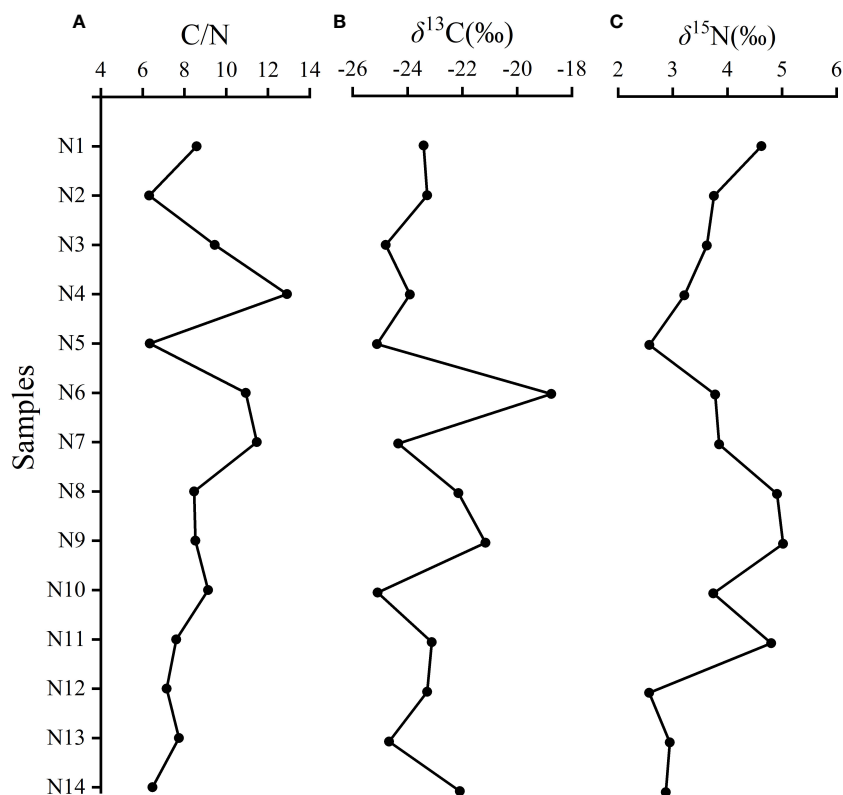 A B C
C/N δ¹³C(‰) δ¹⁵N(‰)
4 6 8 10 12 14 -26 -24 -22 -20 -18 2 3 4 5 6
N1
N2
N3
N4
N5
N6
N7
N8
N9
N10
N11
N12
N13
N14
Samples